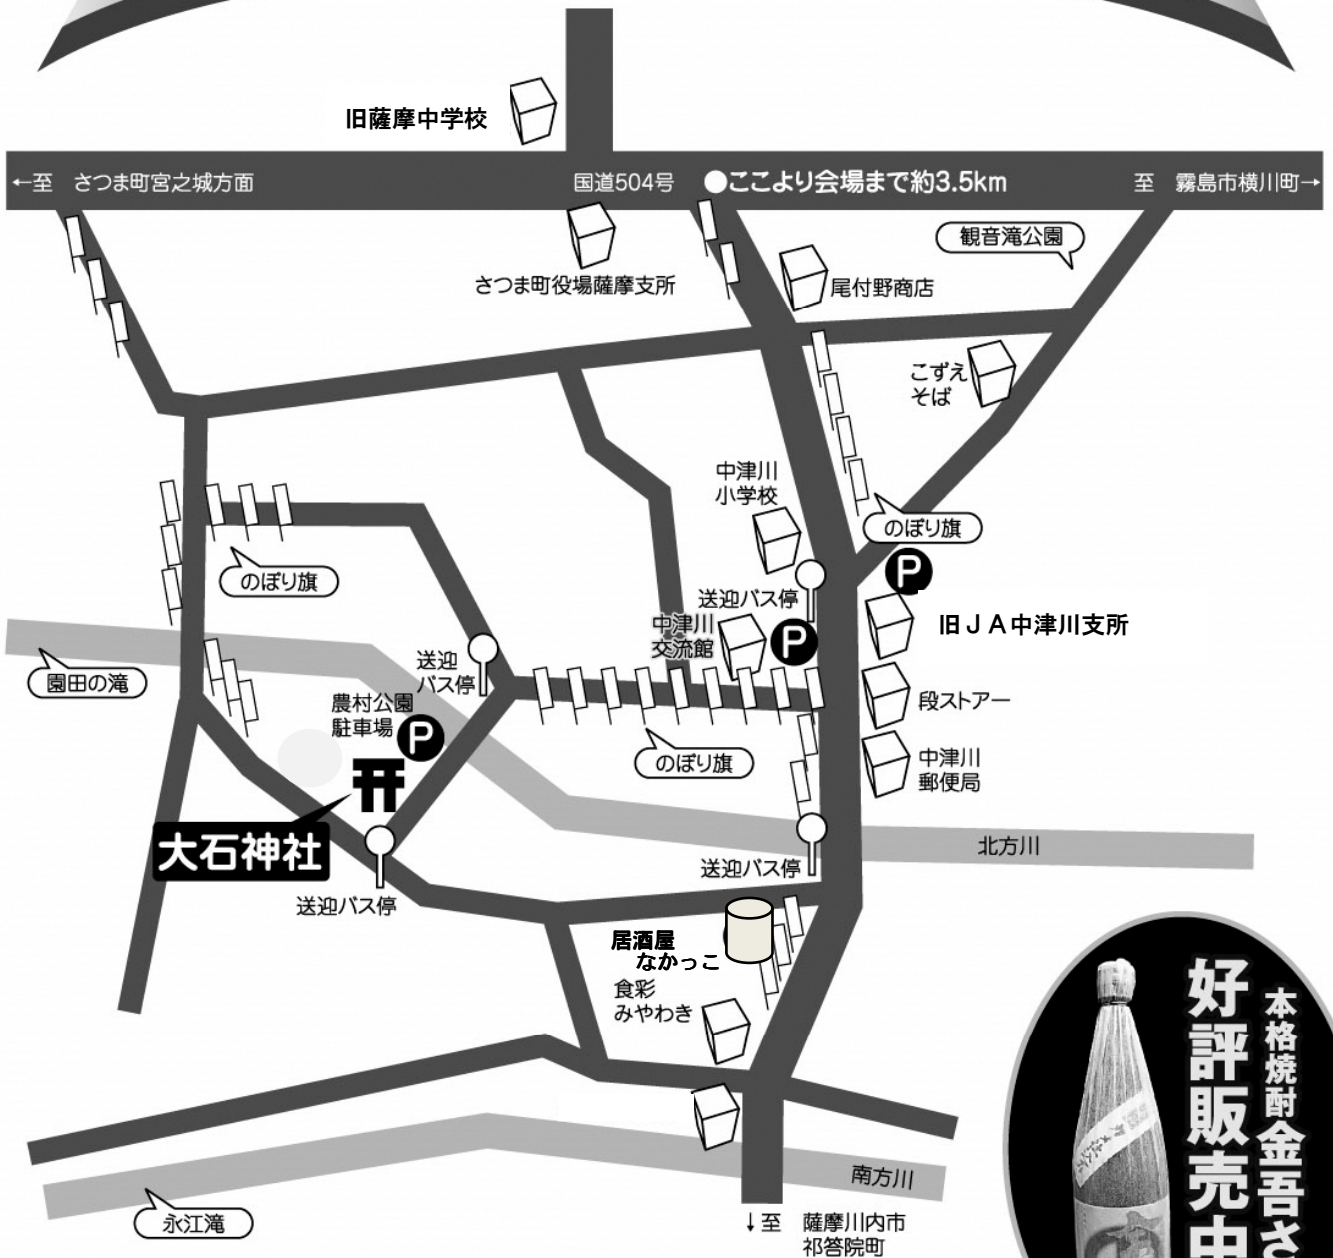 旧薩摩中学校
←至 さつま町宮之城方面
国道504号
●ここより会場まで約3.5km
至 霧島市横川町→
観音滝公園
さつま町役場薩摩支所
尾付野商店
こずえ
そば
中津川
小学校
のぼり旗
P
のぼり旗
送迎バス停
中津川
交流館
P
旧JA中津川支所
園田の滝
送迎
バス停
農村公園
駐車場
P
段ストアー
のぼり旗
中津川
郵便局
大石神社
北方川
送迎バス停
送迎バス停
居酒屋
なかっこ
食彩
みやわき
南方川
永江滝
↓至 薩摩川内市
祁答院町
本格焼酎金吾さ
好評販売中